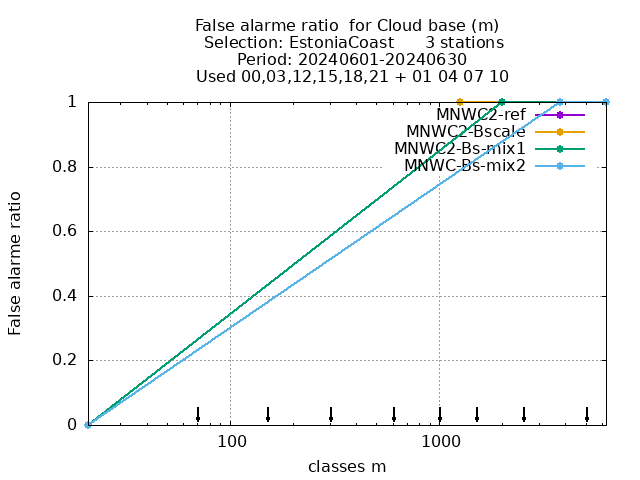 False alarme ratio  for Cloud base (m)
Selection: EstoniaCoast      3 stations
Period: 20240601-20240630
Used 00,03,12,15,18,21 + 01 04 07 10
MNWC2-ref
MNWC2-Bscale
MNWC2-Bs-mix1
MNWC-Bs-mix2
False alarme ratio
1
0.8
0.6
0.4
0.2
0
100
1000
classes m